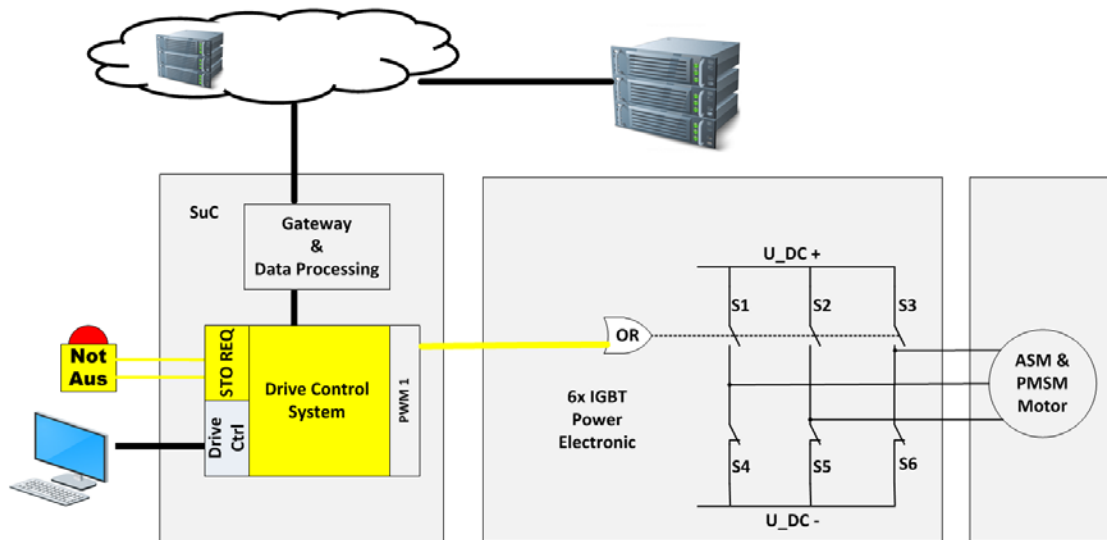 SuC
Gateway
&
Data Processing
Not
Aus
STO REQ
Drive
Ctrl
Drive Control
System
PWM 1
OR
6x IGBT
Power
Electronic
U_DC +
S1
S2
S3
S4
S5
S6
U_DC -
ASM &
PMSM
Motor